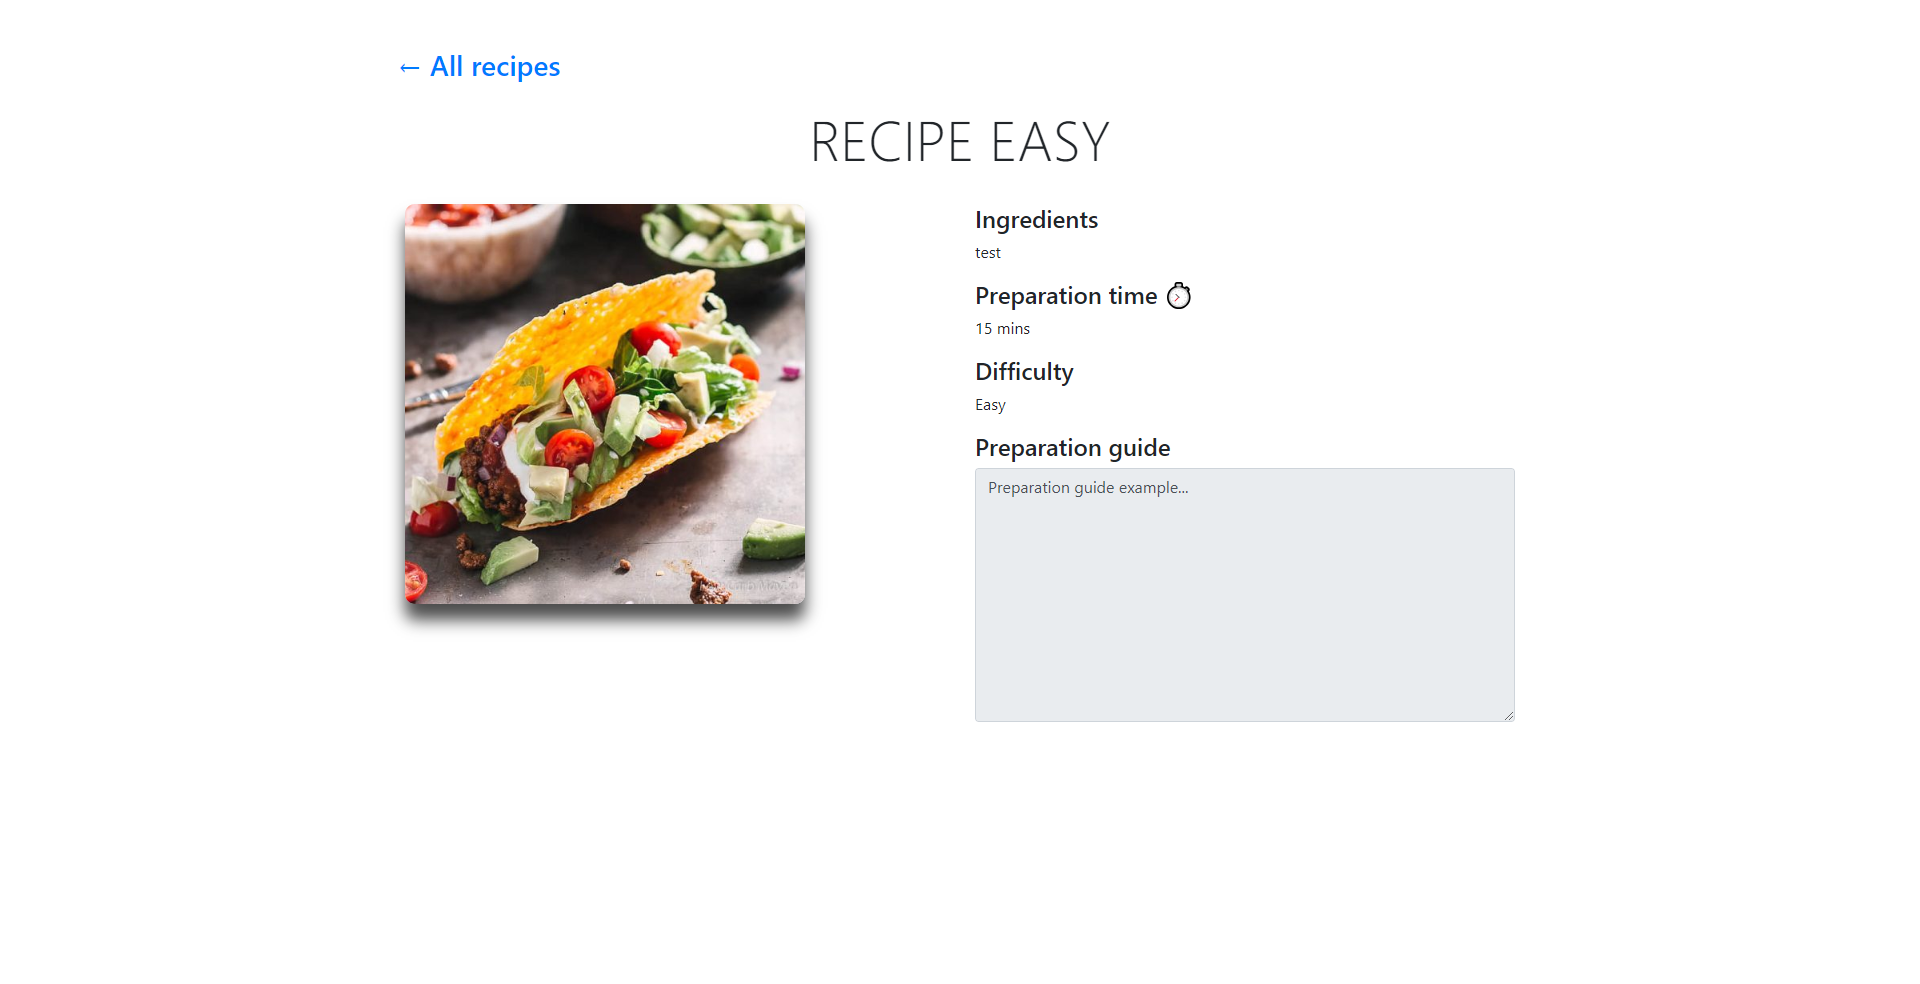 ← All recipes
RECIPE EASY
Ingredients
test
Preparation time
15 mins
Difficulty
Easy
Preparation guide
Preparation guide example...